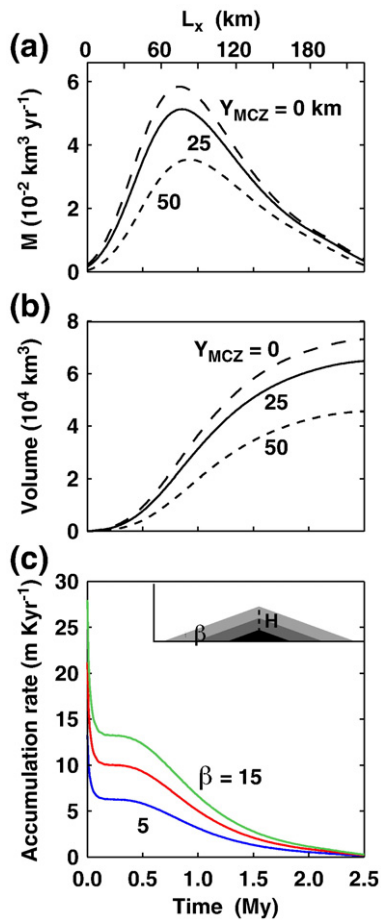 L_x (km)
0 60 80 140 220
(a)
6
4
2
0
M (10^-2 km^3 yr^-1)
Y_MCZ = 0 km
25
50
(b)
8
6
4
2
0
Volume (10^4 km^3)
Y_MCZ = 0
25
50
(c)
30
25
20
15
10
5
0
Accumulation rate (m Kyr^-1)
β
H
β = 15
5
0.0 0.5 1.0 1.5 2.0 2.5
Time (My)